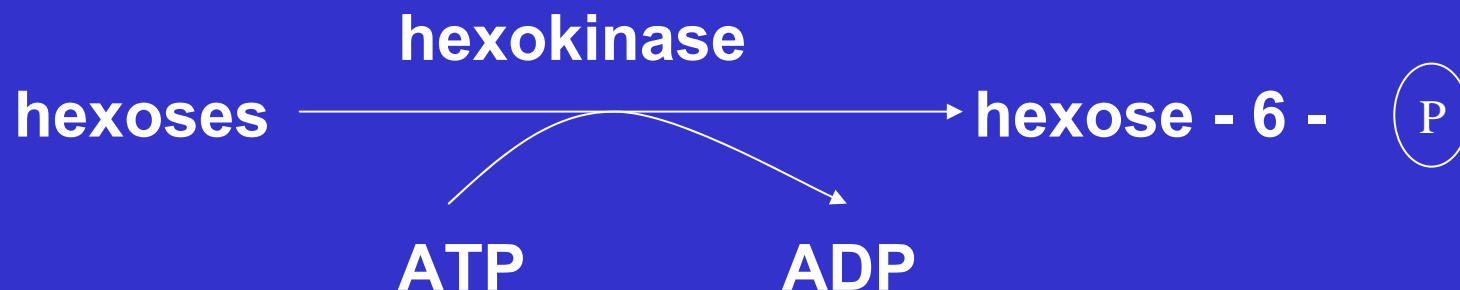 hexokinase
hexoses hexose - 6 - P
ATP ADP